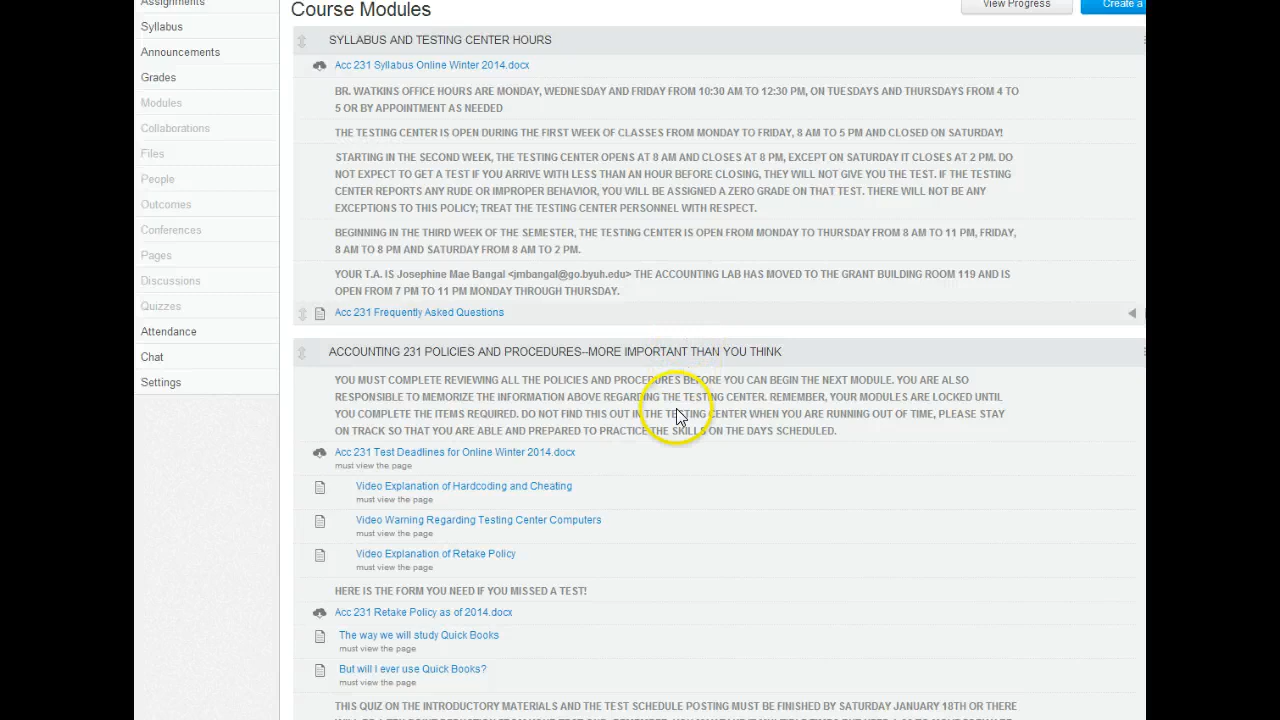 Assignments
Syllabus
Announcements
Grades
Modules
Collaborations
Files
People
Outcomes
Conferences
Pages
Discussions
Quizzes
Attendance
Chat
Settings
Course Modules
View Progress
Create a
SYLLABUS AND TESTING CENTER HOURS
Acc 231 Syllabus Online Winter 2014.docx
BR. WATKINS OFFICE HOURS ARE MONDAY, WEDNESDAY AND FRIDAY FROM 10:30 AM TO 12:30 PM, ON TUESDAYS AND THURSDAYS FROM 4 TO
5 OR BY APPOINTMENT AS NEEDED
THE TESTING CENTER IS OPEN DURING THE FIRST WEEK OF CLASSES FROM MONDAY TO FRIDAY, 8 AM TO 5 PM AND CLOSED ON SATURDAY!
STARTING IN THE SECOND WEEK, THE TESTING CENTER OPENS AT 8 AM AND CLOSES AT 8 PM, EXCEPT ON SATURDAY IT CLOSES AT 2 PM. DO
NOT EXPECT TO GET A TEST IF YOU ARRIVE WITH LESS THAN AN HOUR BEFORE CLOSING, THEY WILL NOT GIVE YOU THE TEST. IF THE TESTING
CENTER REPORTS ANY RUDE OR IMPROPER BEHAVIOR, YOU WILL BE ASSIGNED A ZERO GRADE ON THAT TEST. THERE WILL NOT BE ANY
EXCEPTIONS TO THIS POLICY; TREAT THE TESTING CENTER PERSONNEL WITH RESPECT.
BEGINNING IN THE THIRD WEEK OF THE SEMESTER, THE TESTING CENTER IS OPEN FROM MONDAY TO THURSDAY FROM 8 AM TO 11 PM, FRIDAY,
8 AM TO 8 PM AND SATURDAY FROM 8 AM TO 2 PM.
YOUR T.A. IS Josephine Mae Bangal <jmbangal@go.byuh.edu> THE ACCOUNTING LAB HAS MOVED TO THE GRANT BUILDING ROOM 119 AND IS
OPEN FROM 7 PM TO 11 PM MONDAY THROUGH THURSDAY.
Acc 231 Frequently Asked Questions
ACCOUNTING 231 POLICIES AND PROCEDURES--MORE IMPORTANT THAN YOU THINK
YOU MUST COMPLETE REVIEWING ALL THE POLICIES AND PROCEDURES BEFORE YOU CAN BEGIN THE NEXT MODULE. YOU ARE ALSO
RESPONSIBLE TO MEMORIZE THE INFORMATION ABOVE REGARDING THE TESTING CENTER. REMEMBER, YOUR MODULES ARE LOCKED UNTIL
YOU COMPLETE THE ITEMS REQUIRED. DO NOT FIND THIS OUT IN THE TESTING CENTER WHEN YOU ARE RUNNING OUT OF TIME, PLEASE STAY
ON TRACK SO THAT YOU ARE ABLE AND PREPARED TO PRACTICE THE SKILLS ON THE DAYS SCHEDULED.
Acc 231 Test Deadlines for Online Winter 2014.docx
must view the page
Video Explanation of Hardcoding and Cheating
must view the page
Video Warning Regarding Testing Center Computers
must view the page
Video Explanation of Retake Policy
must view the page
HERE IS THE FORM YOU NEED IF YOU MISSED A TEST!
Acc 231 Retake Policy as of 2014.docx
The way we will study Quick Books
must view the page
But will I ever use Quick Books?
must view the page
THIS QUIZ ON THE INTRODUCTORY MATERIALS AND THE TEST SCHEDULE POSTING MUST BE FINISHED BY SATURDAY JANUARY 18TH OR THERE